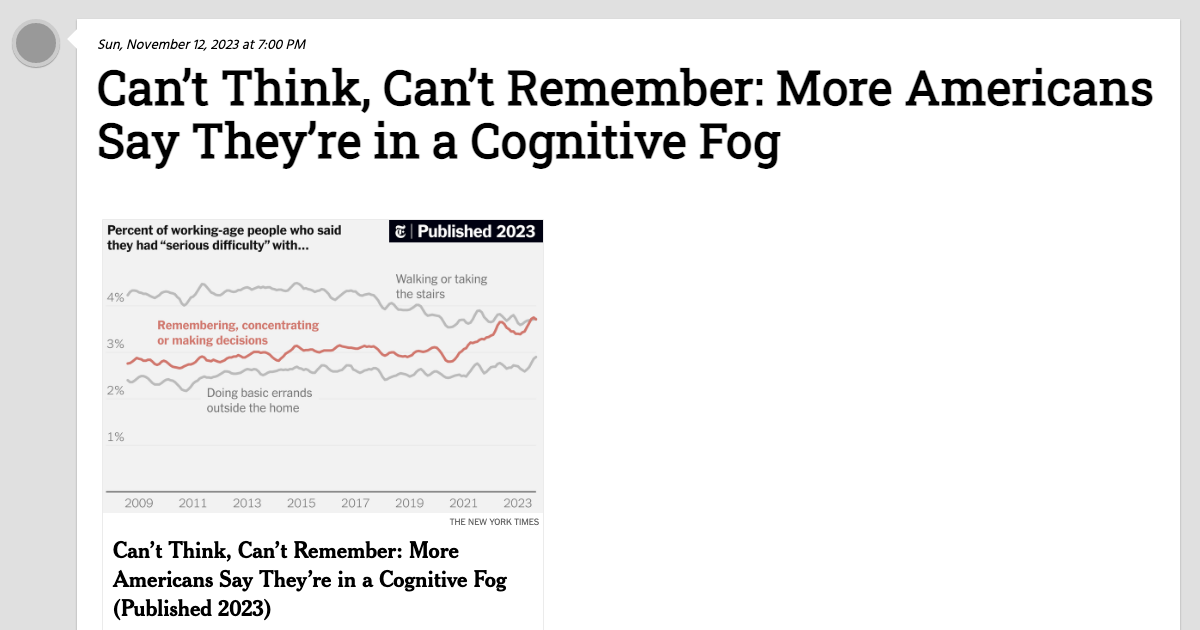 Sun, November 12, 2023 at 7:00 PM
Can’t Think, Can’t Remember: More Americans
Say They’re in a Cognitive Fog
Percent of working-age people who said
they had “serious difficulty” with...
T | Published 2023
Walking or taking
the stairs
4%
Remembering, concentrating
or making decisions
3%
2%
Doing basic errands
outside the home
1%
2009 2011 2013 2015 2017 2019 2021 2023
THE NEW YORK TIMES
Can’t Think, Can’t Remember: More
Americans Say They’re in a Cognitive Fog
(Published 2023)